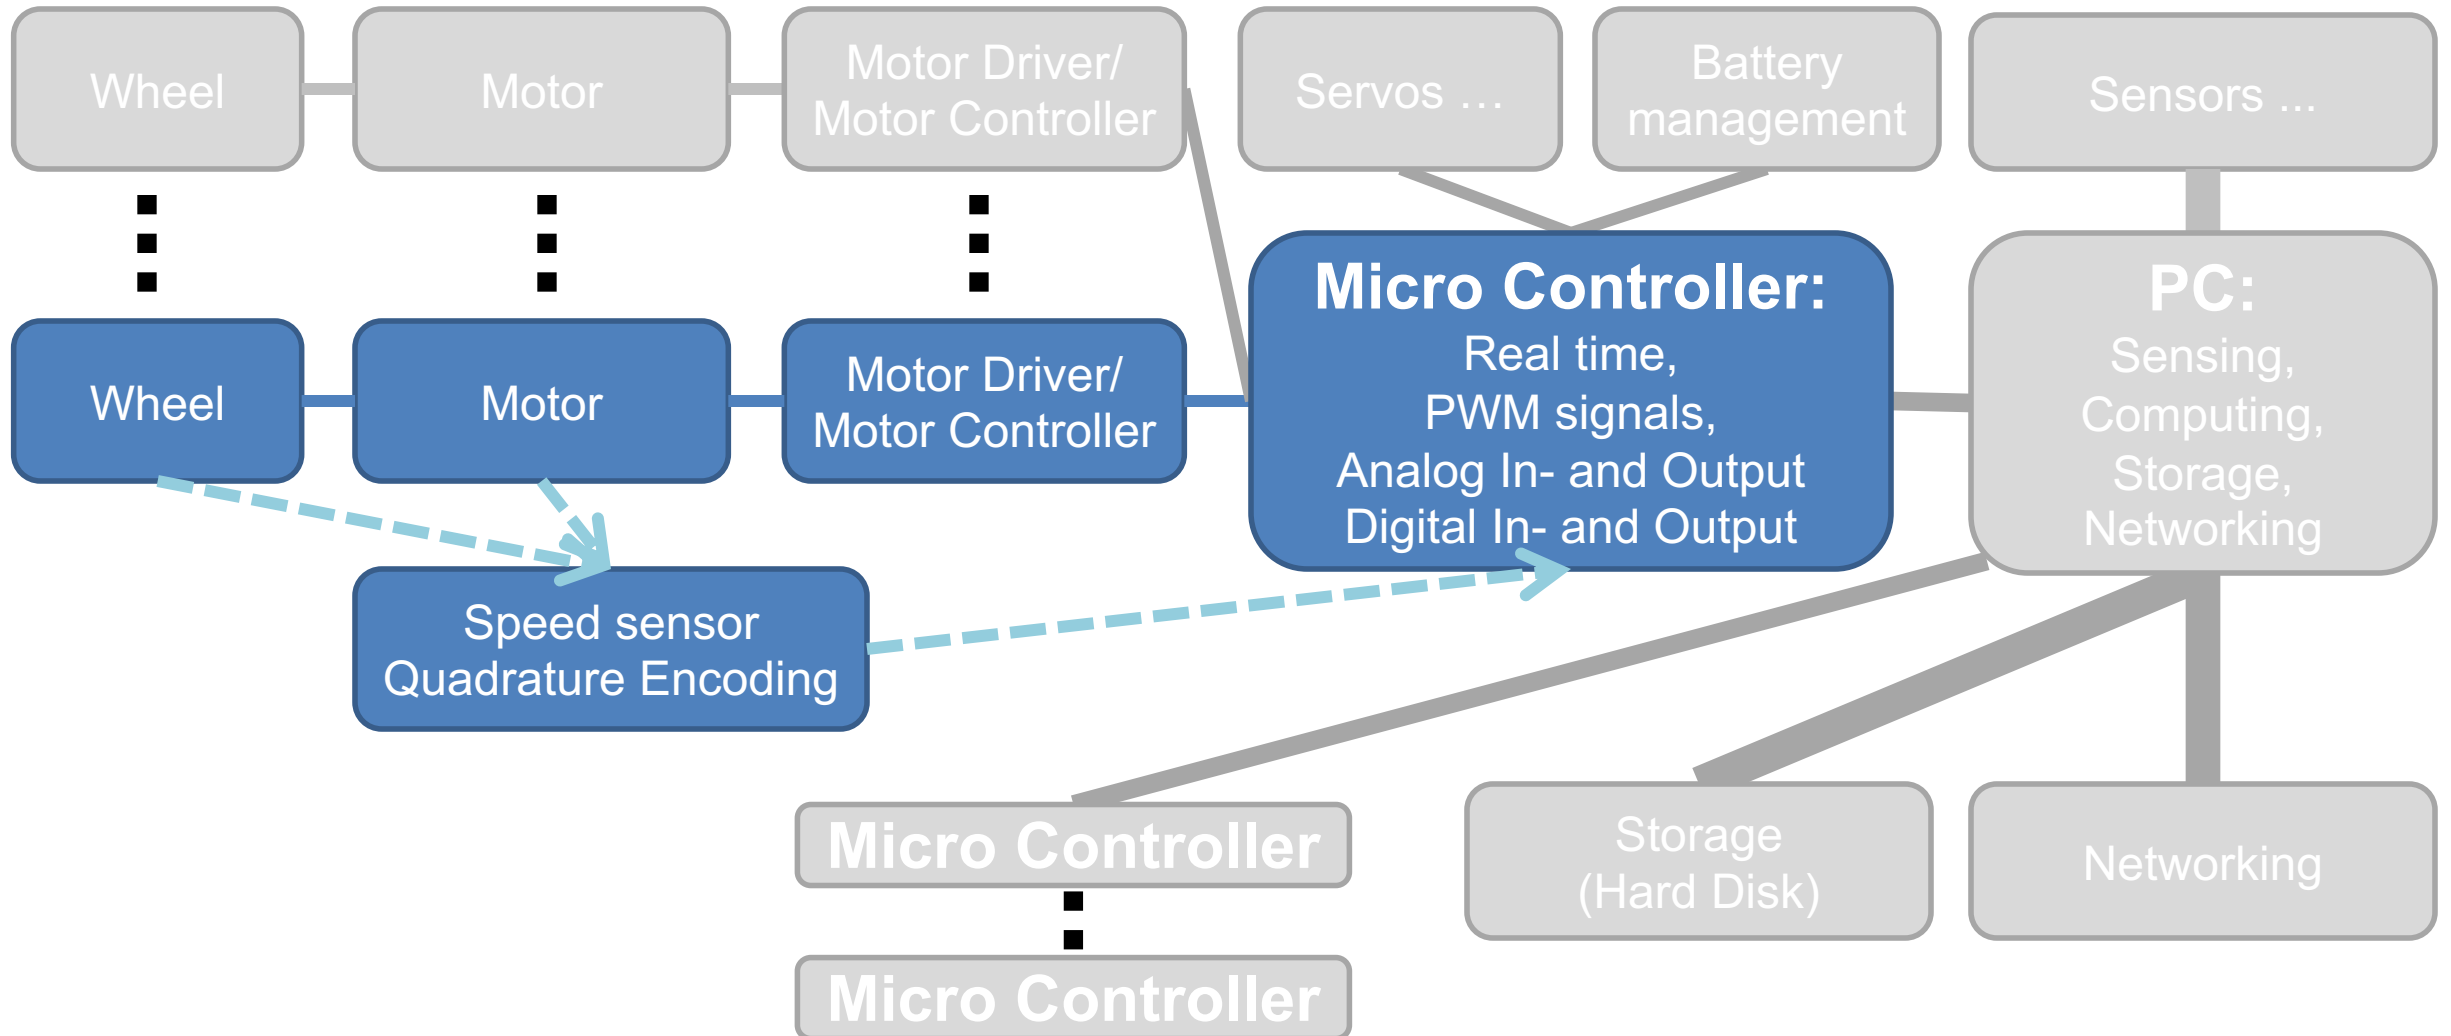 Wheel
Motor
Motor Driver/
Motor Controller
Servos ...
Battery
management
Sensors ...
Wheel
Motor
Motor Driver/
Motor Controller
Micro Controller:
Real time,
PWM signals,
Analog In- and Output
Digital In- and Output
PC:
Sensing,
Computing,
Storage,
Networking
Speed sensor
Quadrature Encoding
Micro Controller
Storage
(Hard Disk)
Networking
Micro Controller